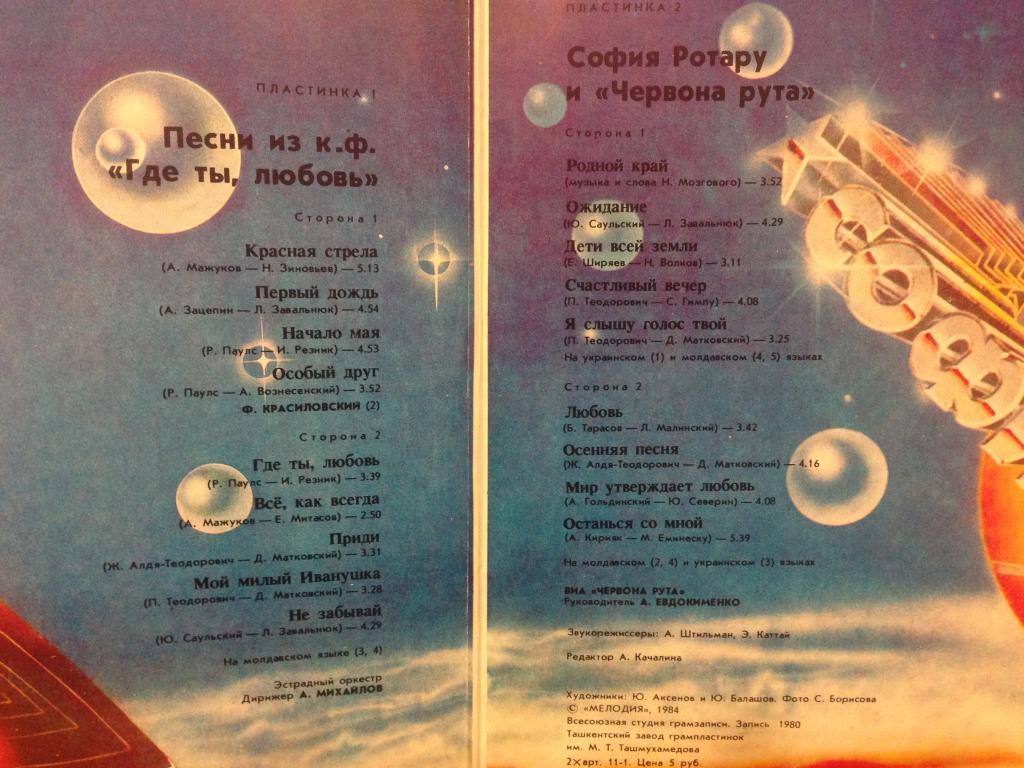 ПЛАСТИНКА 1
Песни из к.ф.
«Где ты, любовь»
Сторона 1
Красная стрела
(А. Мажуков — Н. Зиновьев) — 5.13
Первый дождь
(А. Зацепин — Л. Завальнюк) — 4.54
Начало мая
(Р. Паулс — И. Резник) — 4.53
Особый друг
(Р. Паулс — А. Вознесенский) — 3.52
Ф. КРАСИЛОВСКИЙ (2)
Сторона 2
Где ты, любовь
(Р. Паулс — И. Резник) — 3.39
Всё, как всегда
(А. Мажуков — Е. Митасов) — 2.50
Приди
(Ж. Алдя-Теодорович — Д. Матковский) — 3.31
Мой милый Иванушка
(П. Теодорович — Д. Матковский) — 3.28
Не забывай
(Ю. Саульский — Л. Завальнюк) — 4.29
На молдавском языке (3, 4)
Эстрадный оркестр
Дирижер А. МИХАЙЛОВ
ПЛАСТИНКА 2
София Ротару
и «Червона рута»
Сторона 1
Родной край
(музыка и слова Н. Мозгового) — 3.52
Ожидание
(Ю. Саульский — Л. Завальнюк) — 4.29
Дети всей земли
(Е. Ширяев — Н. Волков) — 3.11
Счастливый вечер
(П. Теодорович — С. Гимпу) — 4.08
Я слышу голос твой
(П. Теодорович — Д. Матковский) — 3.25
На украинском (1) и молдавском (4, 5) языках
Сторона 2
Любовь
(Б. Тарасов — Л. Малинский) — 3.42
Осенняя песня
(Ж. Алдя-Теодорович — Д. Матковский) — 4.16
Мир утверждает любовь
(А. Гольдинский — Ю. Северин) — 4.08
Останься со мной
(А. Кирияк — М. Еминеску) — 5.39
На молдавском (2, 4) и украинском (3) языках
ВИА «ЧЕРВОНА РУТА»
Руководитель А. ЕВДОКИМЕНКО
Звукорежиссеры: А. Штильман, Э. Каттай
Редактор А. Качалина
Художники: Ю. Аксенов и Ю. Балашов. Фото С. Борисова
© «МЕЛОДИЯ», 1984
Всесоюзная студия грамзаписи. Запись 1980
Ташкентский завод грампластинок
им. М. Т. Ташмухамедова
2×арт. 11-1. Цена 5 руб.